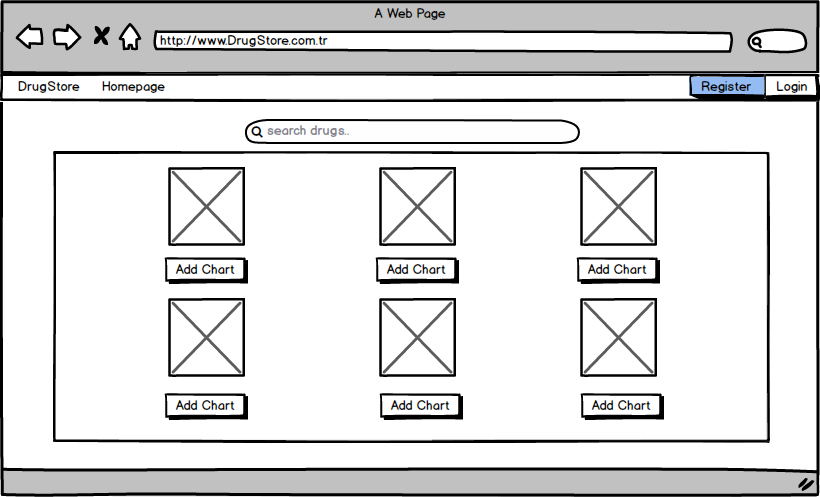 A Web Page
http://www.DrugStore.com.tr
DrugStore Homepage Register Login
search drugs..
Add Chart Add Chart Add Chart
Add Chart Add Chart Add Chart